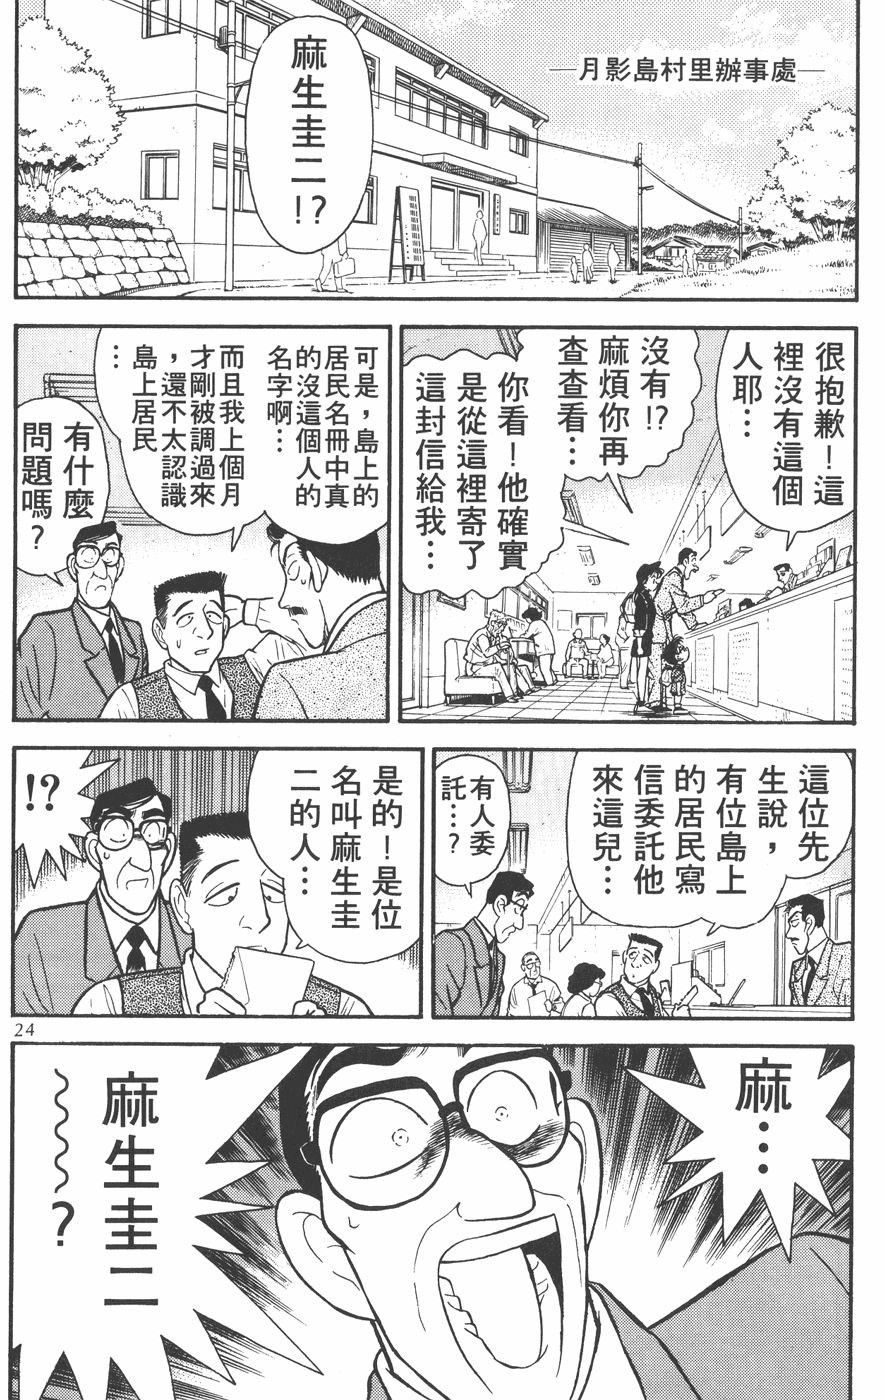 —月影島村里辦事處—
麻生圭二!?
很抱歉!這
裡沒有這個
人耶…
沒有!?
麻煩你再
查查看…
你看!他確實
是從這裡寄了
這封信給我…
可是,島上的
居民名冊中真
的沒這個人的
名字啊…
而且我上個月
才剛被調過來
,還不太認識
島上居民
…
有什麼
問題嗎?
這位先
生說,
有位島上
的居民寫
信委託他
來這兒…
有人委
託…?
是的!是位
名叫麻生圭
二的人…
!?
24
麻…
麻生圭二~~~?